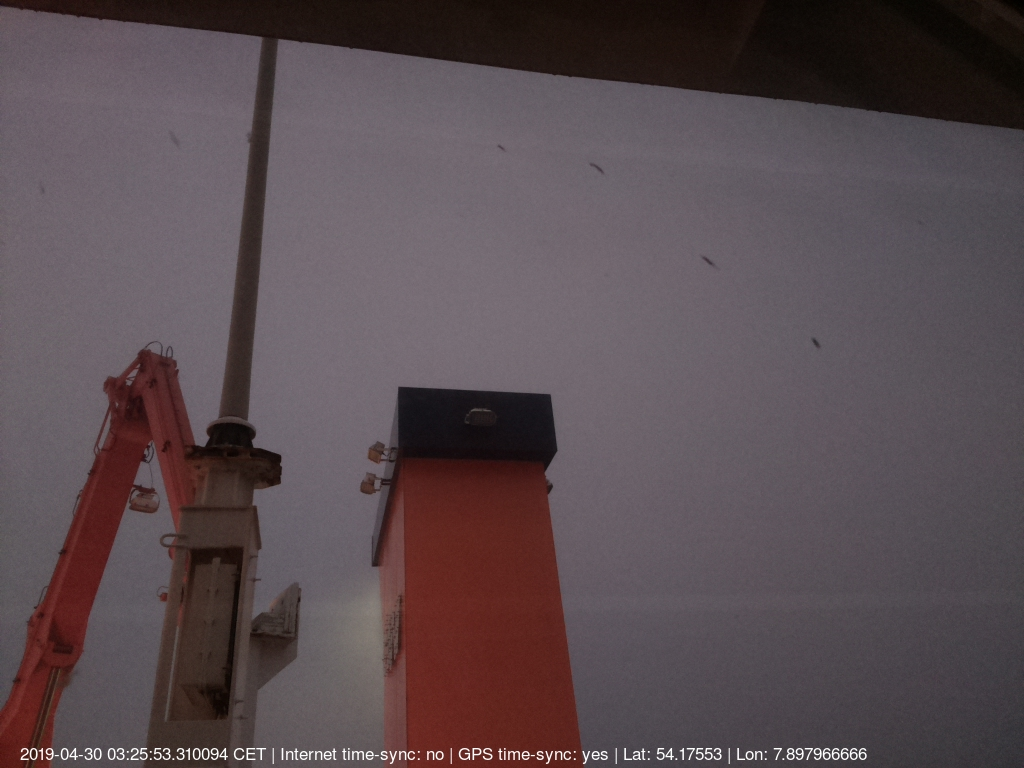 2019-04-30 03:25:53.310094 CET | Internet time-sync: no | GPS time-sync: yes | Lat: 54.17553 | Lon: 7.897966666